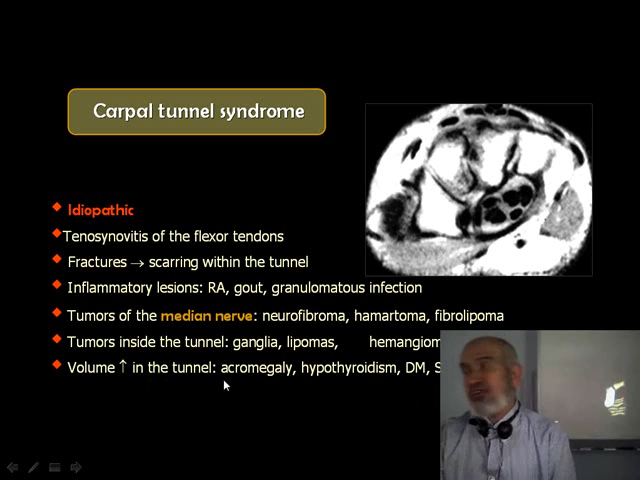 Carpal tunnel syndrome
Idiopathic
Tenosynovitis of the flexor tendons
Fractures → scarring within the tunnel
Inflammatory lesions: RA, gout, granulomatous infection
Tumors of the median nerve: neurofibroma, hamartoma, fibrolipoma
Tumors inside the tunnel: ganglia, lipomas, hemangiom
Volume ↑ in the tunnel: acromegaly, hypothyroidism, DM, S